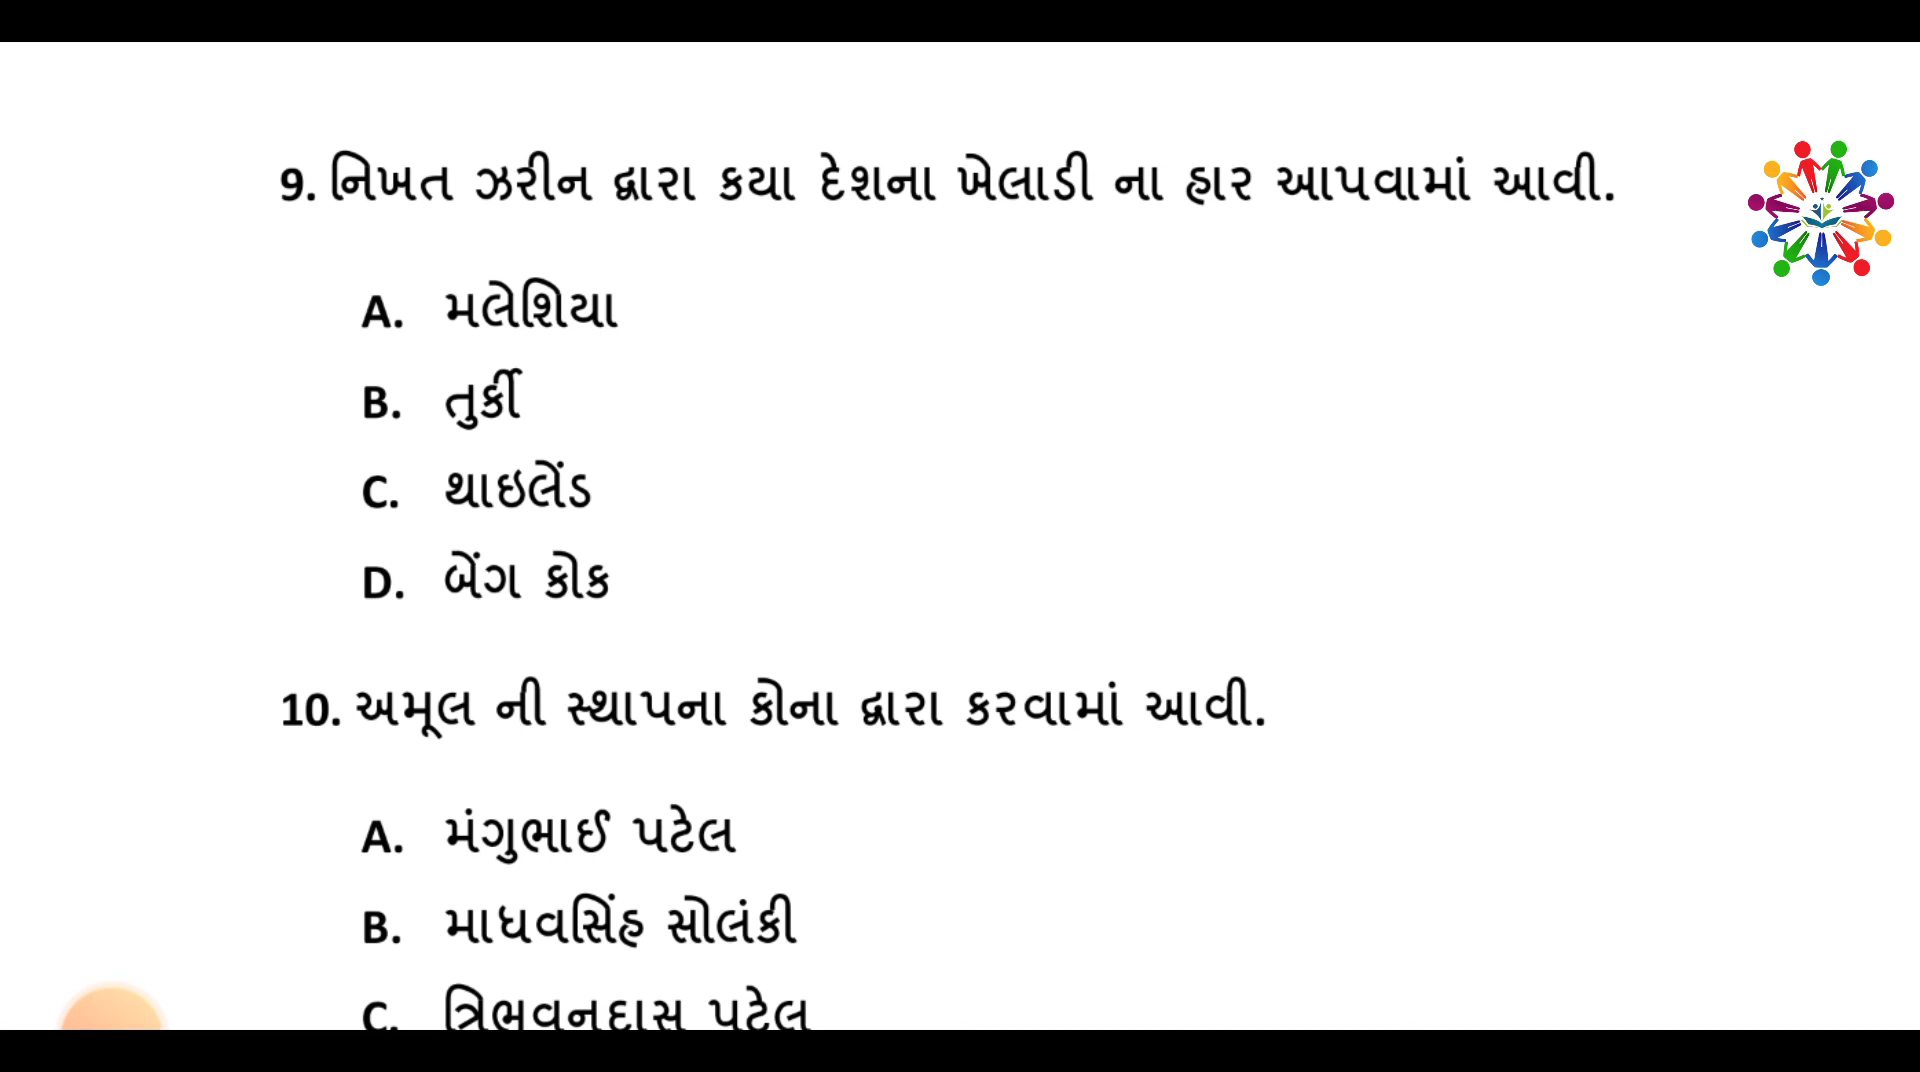 9. નિખત ઝરીન દ્વારા કયા દેશના ખેલાડી ના હાર આપવામાં આવી.
A. મલેશિયા
B. તુર્કી
C. થાઇલેંડ
D. બેંગ કોક
10. અમૂલ ની સ્થાપના કોના દ્વારા કરવામાં આવી.
A. મંગુભાઈ પટેલ
B. માધવસિંહ સોલંકી
C. ત્રિભવનદાસ પટેલ